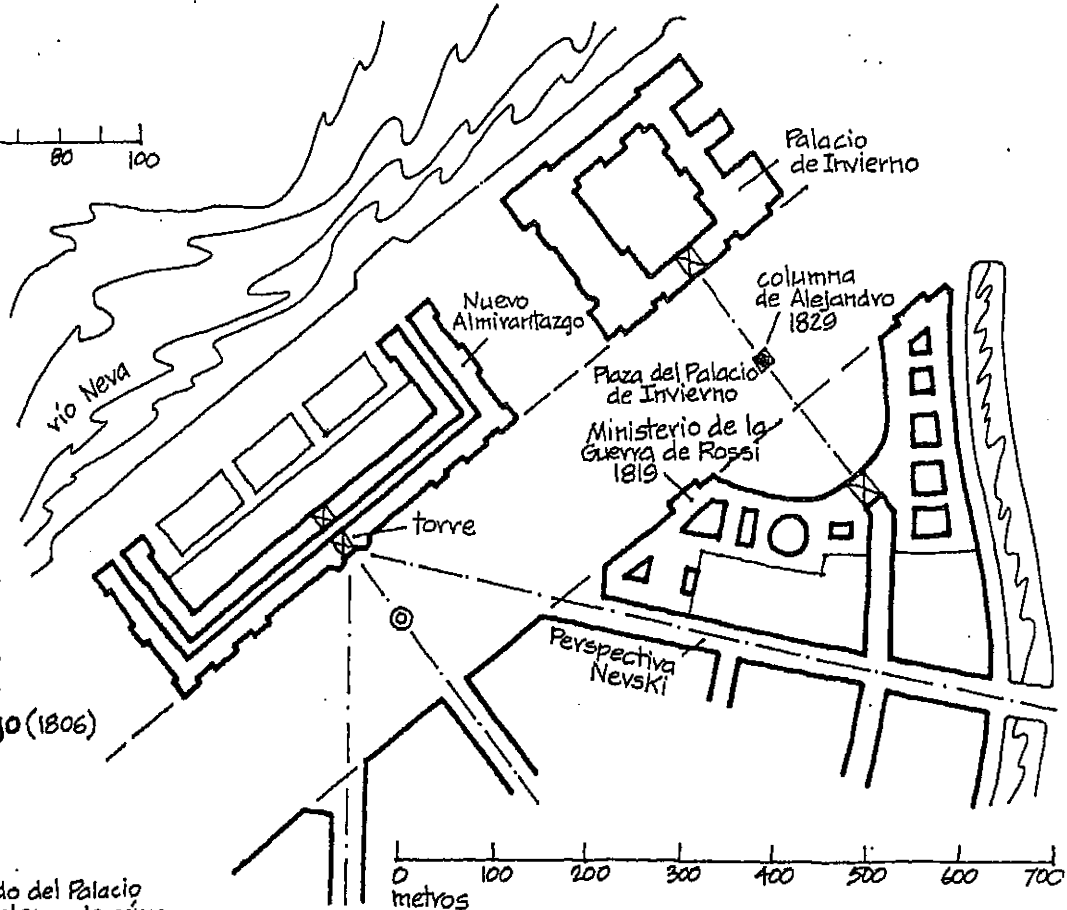 80 100
Palacio
de Invierno
columna
de Alejandro
1829
Nuevo
Almirantazgo
río Neva
Plaza del Palacio
de Invierno
Ministerio de la
Guerra de Rossi
1819
torre
Perspectiva
Nevski
go (1806)
0 100 200 300 400 500 600 700
metros
do del Palacio